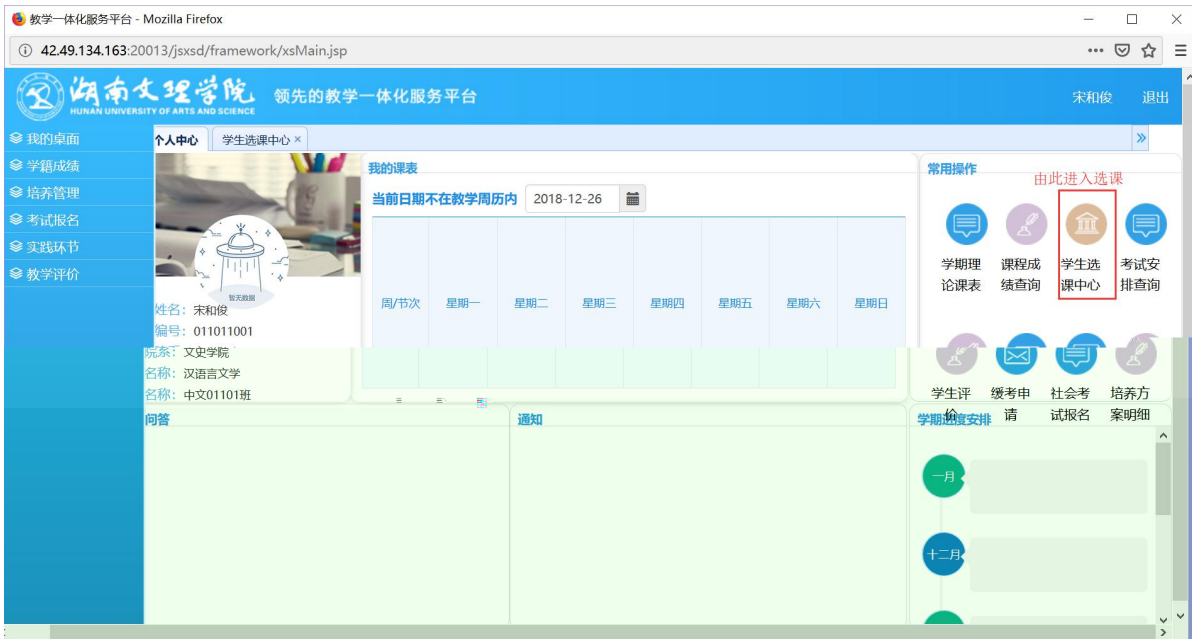 教学一体化服务平台 - Mozilla Firefox
42.49.134.163:20013/jsxsd/framework/xsMain.jsp
湖南文理学院
HUNAN UNIVERSITY OF ARTS AND SCIENCE
领先的教学一体化服务平台
宋和俊 退出
我的桌面
学籍成绩
培养管理
考试报名
实践环节
教学评价
个人中心 学生选课中心 ×
暂无数据
姓名：宋和俊
编号：011011001
院系：文史学院
名称：汉语言文学
名称：中文01101班
我的课表
当前日期不在教学周历内 2018-12-26
周/节次 星期一 星期二 星期三 星期四 星期五 星期六 星期日
常用操作
由此进入选课
学期理论课表
课程成绩查询
学生选课中心
考试安排查询
学生评价
缓考申请
社会考试报名
培养方案明细
问答
通知
学期进度安排
一月
十二月